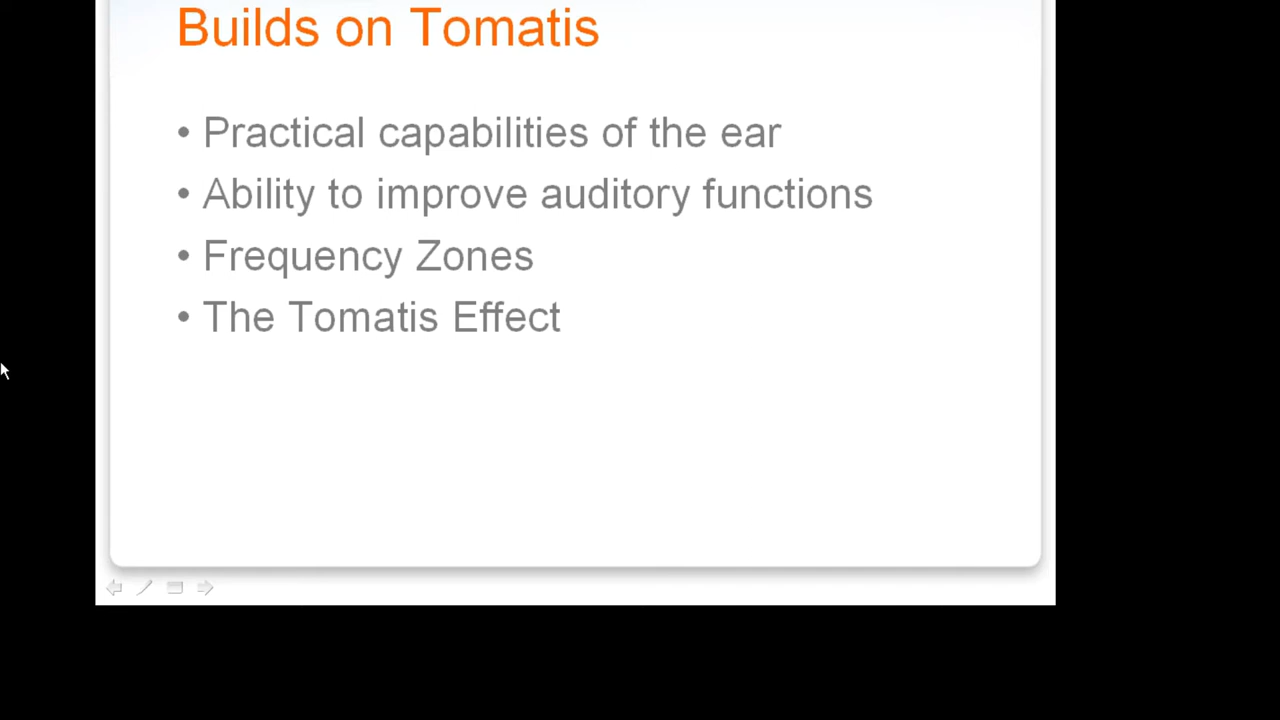 Builds on Tomatis
• Practical capabilities of the ear
• Ability to improve auditory functions
• Frequency Zones
• The Tomatis Effect